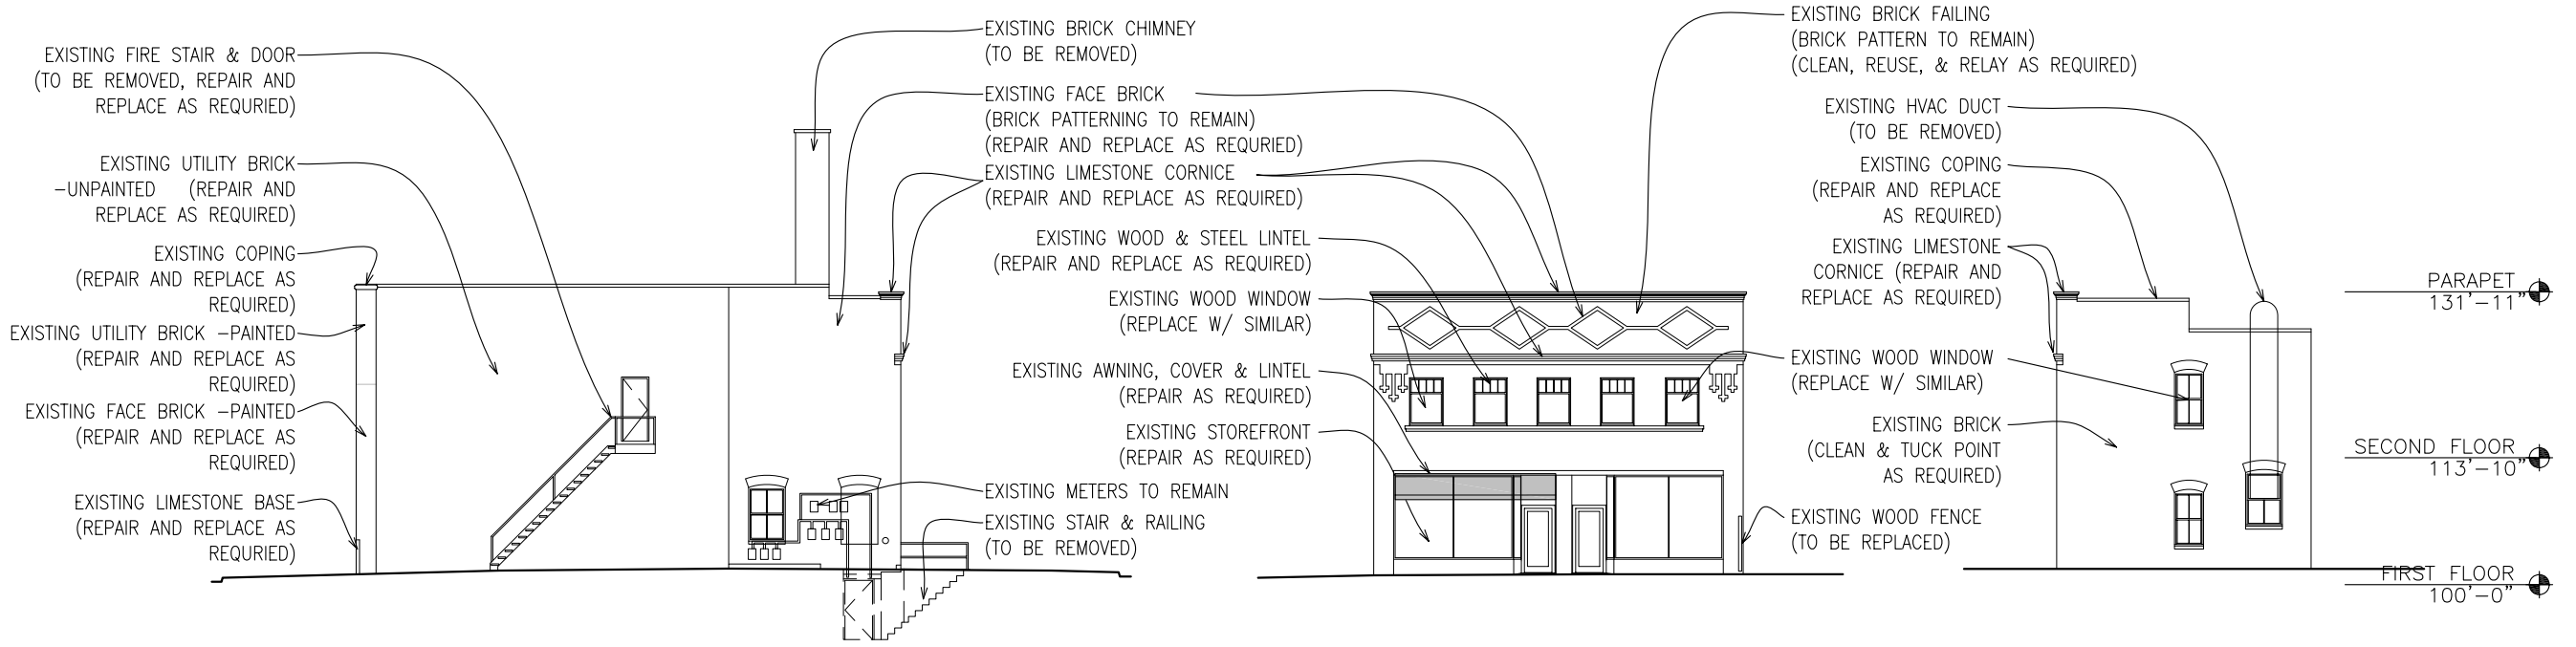 EXISTING FIRE STAIR & DOOR
(TO BE REMOVED, REPAIR AND
REPLACE AS REQURIED)
EXISTING UTILITY BRICK
-UNPAINTED (REPAIR AND
REPLACE AS REQUIRED)
EXISTING COPING
(REPAIR AND REPLACE AS
REQUIRED)
EXISTING UTILITY BRICK -PAINTED
(REPAIR AND REPLACE AS
REQUIRED)
EXISTING FACE BRICK -PAINTED
(REPAIR AND REPLACE AS
REQUIRED)
EXISTING LIMESTONE BASE
(REPAIR AND REPLACE AS
REQURIED)
EXISTING BRICK CHIMNEY
(TO BE REMOVED)
EXISTING FACE BRICK
(BRICK PATTERNING TO REMAIN)
(REPAIR AND REPLACE AS REQURIED)
EXISTING LIMESTONE CORNICE
(REPAIR AND REPLACE AS REQUIRED)
EXISTING WOOD & STEEL LINTEL
(REPAIR AND REPLACE AS REQUIRED)
EXISTING WOOD WINDOW
(REPLACE W/ SIMILAR)
EXISTING AWNING, COVER & LINTEL
(REPAIR AS REQUIRED)
EXISTING STOREFRONT
(REPAIR AS REQUIRED)
EXISTING METERS TO REMAIN
EXISTING STAIR & RAILING
(TO BE REMOVED)
EXISTING BRICK FAILING
(BRICK PATTERN TO REMAIN)
(CLEAN, REUSE, & RELAY AS REQUIRED)
EXISTING HVAC DUCT
(TO BE REMOVED)
EXISTING COPING
(REPAIR AND REPLACE
AS REQUIRED)
EXISTING LIMESTONE
CORNICE (REPAIR AND
REPLACE AS REQUIRED)
EXISTING WOOD WINDOW
(REPLACE W/ SIMILAR)
EXISTING BRICK
(CLEAN & TUCK POINT
AS REQUIRED)
EXISTING WOOD FENCE
(TO BE REPLACED)
PARAPET
131'-11"
SECOND FLOOR
113'-10"
FIRST FLOOR
100'-0"